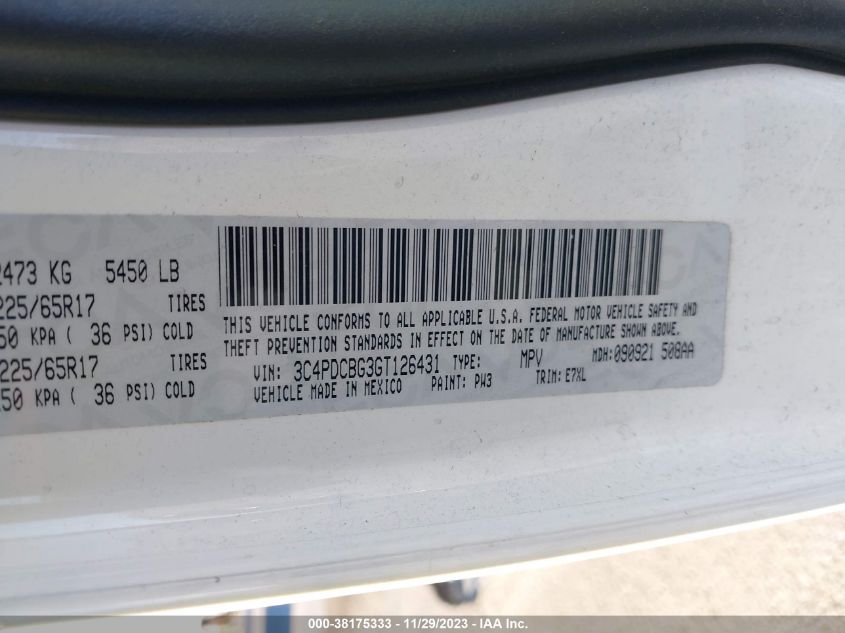 2473 KG 5450 LB
225/65R17 TIRES
50 KPA ( 36 PSI) COLD
225/65R17 TIRES
50 KPA ( 36 PSI) COLD
THIS VEHICLE CONFORMS TO ALL APPLICABLE U.S.A. FEDERAL MOTOR VEHICLE SAFETY AND
THEFT PREVENTION STANDARDS IN EFFECT ON THE DATE OF MANUFACTURE SHOWN ABOVE.
VIN: 3C4PDCBG3GT126431 TYPE: MPV MDH:090921 508AA
VEHICLE MADE IN MEXICO PAINT: PW3 TRIM: E7XL
000-38175333 - 11/29/2023 - IAA Inc.